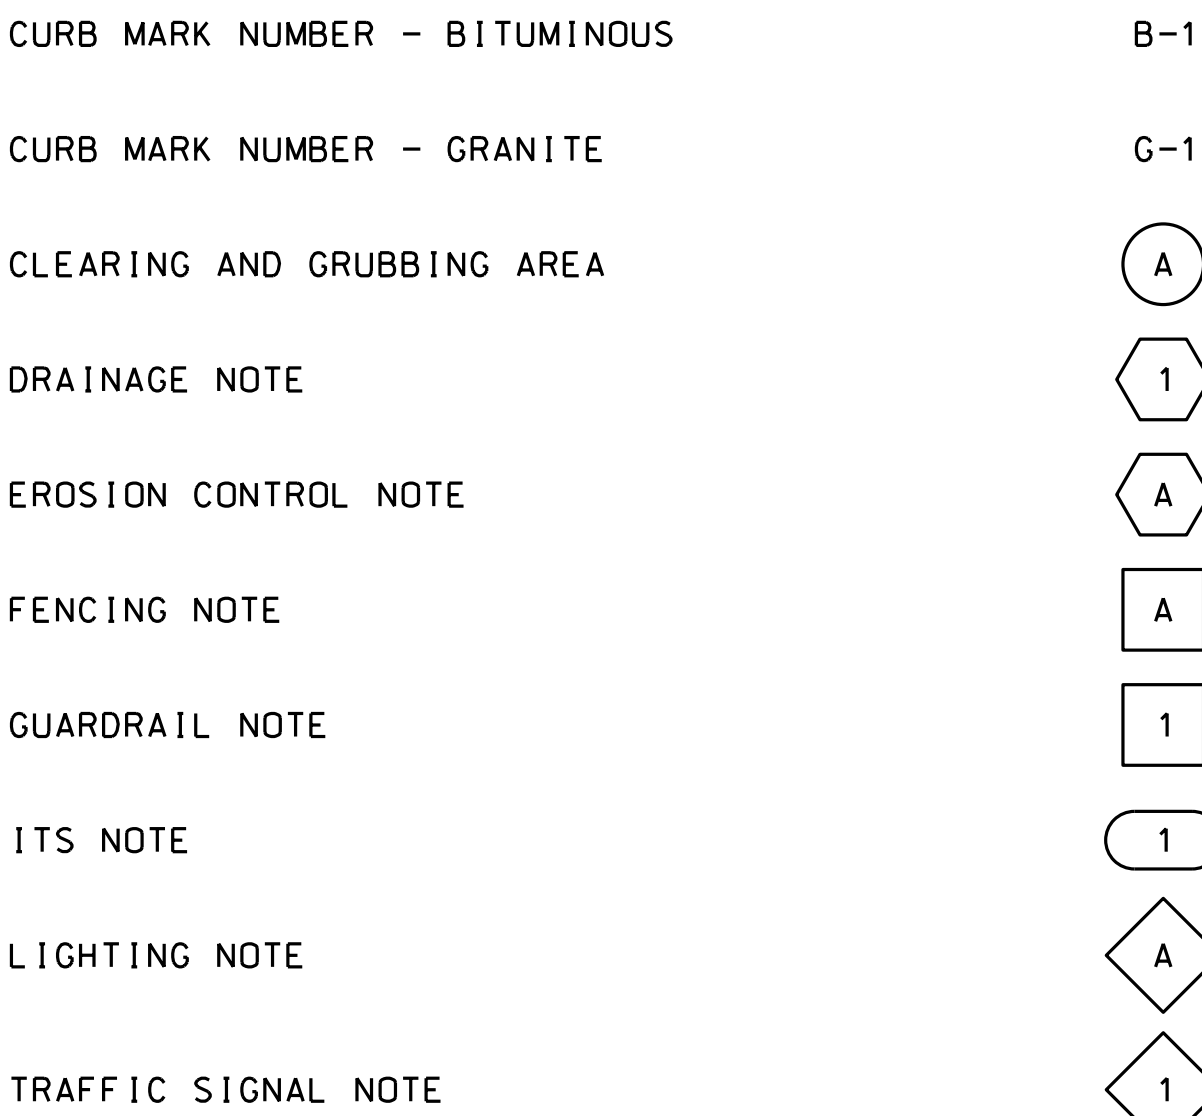 CURB MARK NUMBER - BITUMINOUS B-1
CURB MARK NUMBER - GRANITE G-1
CLEARING AND GRUBBING AREA A
DRAINAGE NOTE 1
EROSION CONTROL NOTE A
FENCING NOTE A
GUARDRAIL NOTE 1
ITS NOTE 1
LIGHTING NOTE A
TRAFFIC SIGNAL NOTE 1